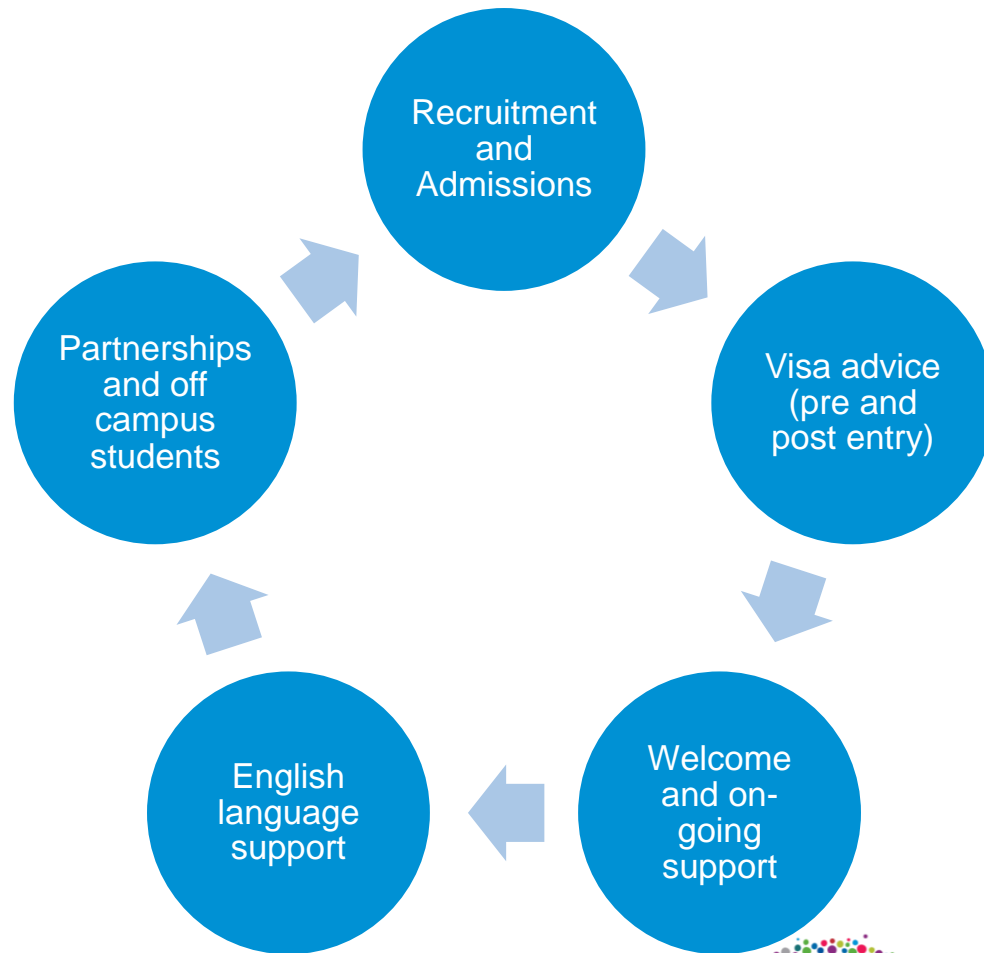 Recruitment
and
Admissions
Visa advice
(pre and
post entry)
Welcome
and on-
going
support
English
language
support
Partnerships
and off
campus
students